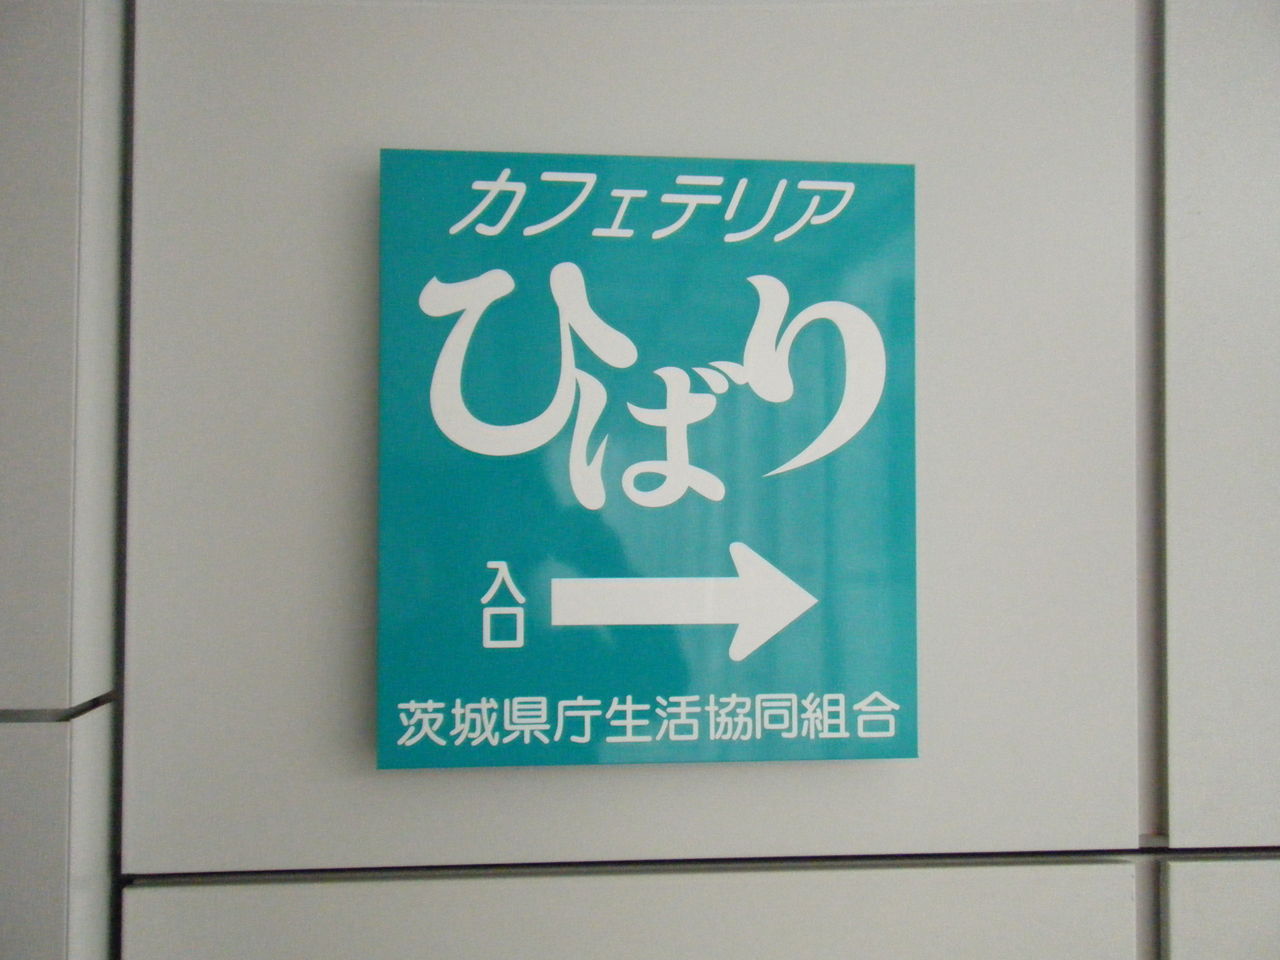 カフェテリア
ひばり
入口
茨城県庁生活協同組合